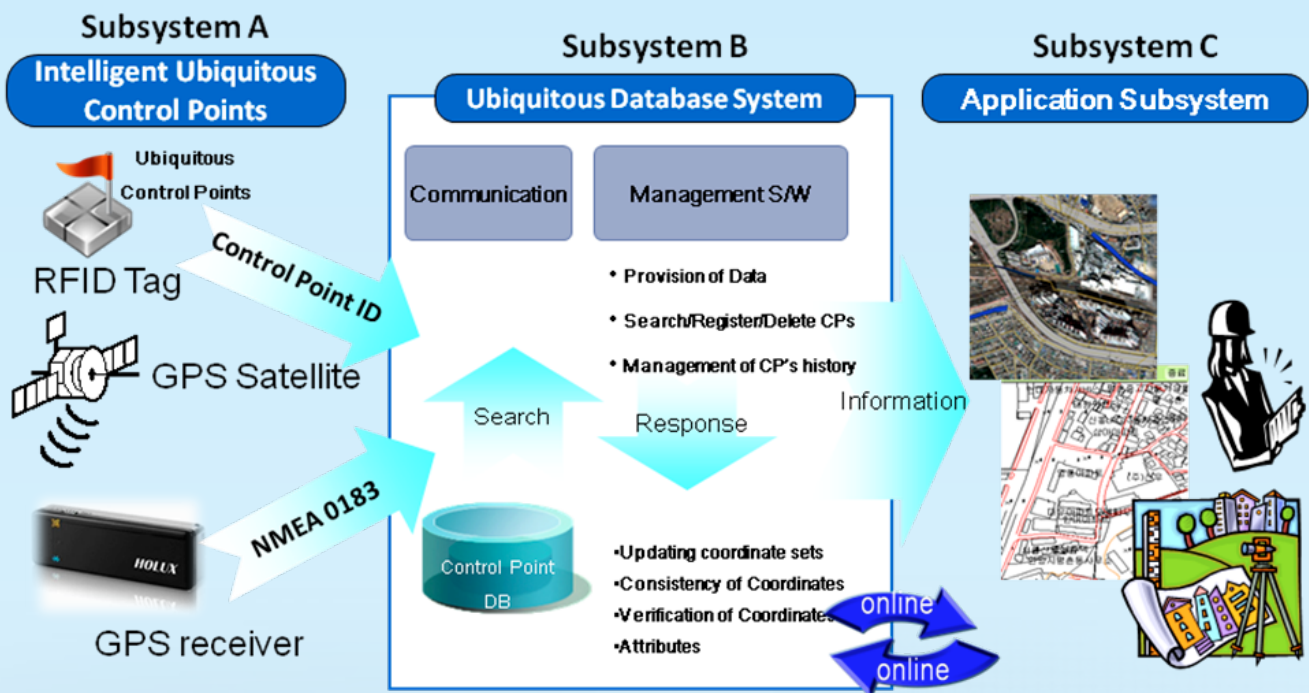 Subsystem A
Intelligent Ubiquitous
Control Points
Ubiquitous
Control Points
RFID Tag
Control Point ID
GPS Satellite
NMEA 0183
HOLUX
GPS receiver
Subsystem B
Ubiquitous Database System
Communication
Management S/W
• Provision of Data
• Search/Register/Delete CPs
• Management of CP's history
Search
Response
Control Point
DB
•Updating coordinate sets
•Consistency of Coordinates
•Verification of Coordinates
•Attributes
Information
online
online
Subsystem C
Application Subsystem
종료